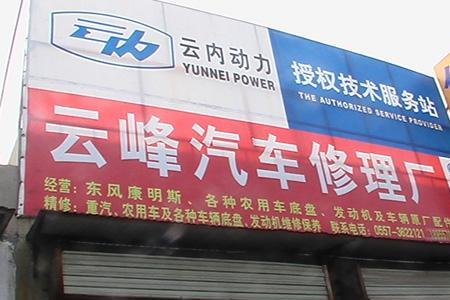 云内动力
YUNNEI POWER
授权技术服务站
THE AUTHORIZED SERVICE PROVIDER
云峰汽车修理厂
经营：东风康明斯、各种农用车底盘、发动机及车辆原厂配件
精修：重汽、农用车及各种车辆底盘、发动机维修保养 联系电话：0557-3622121